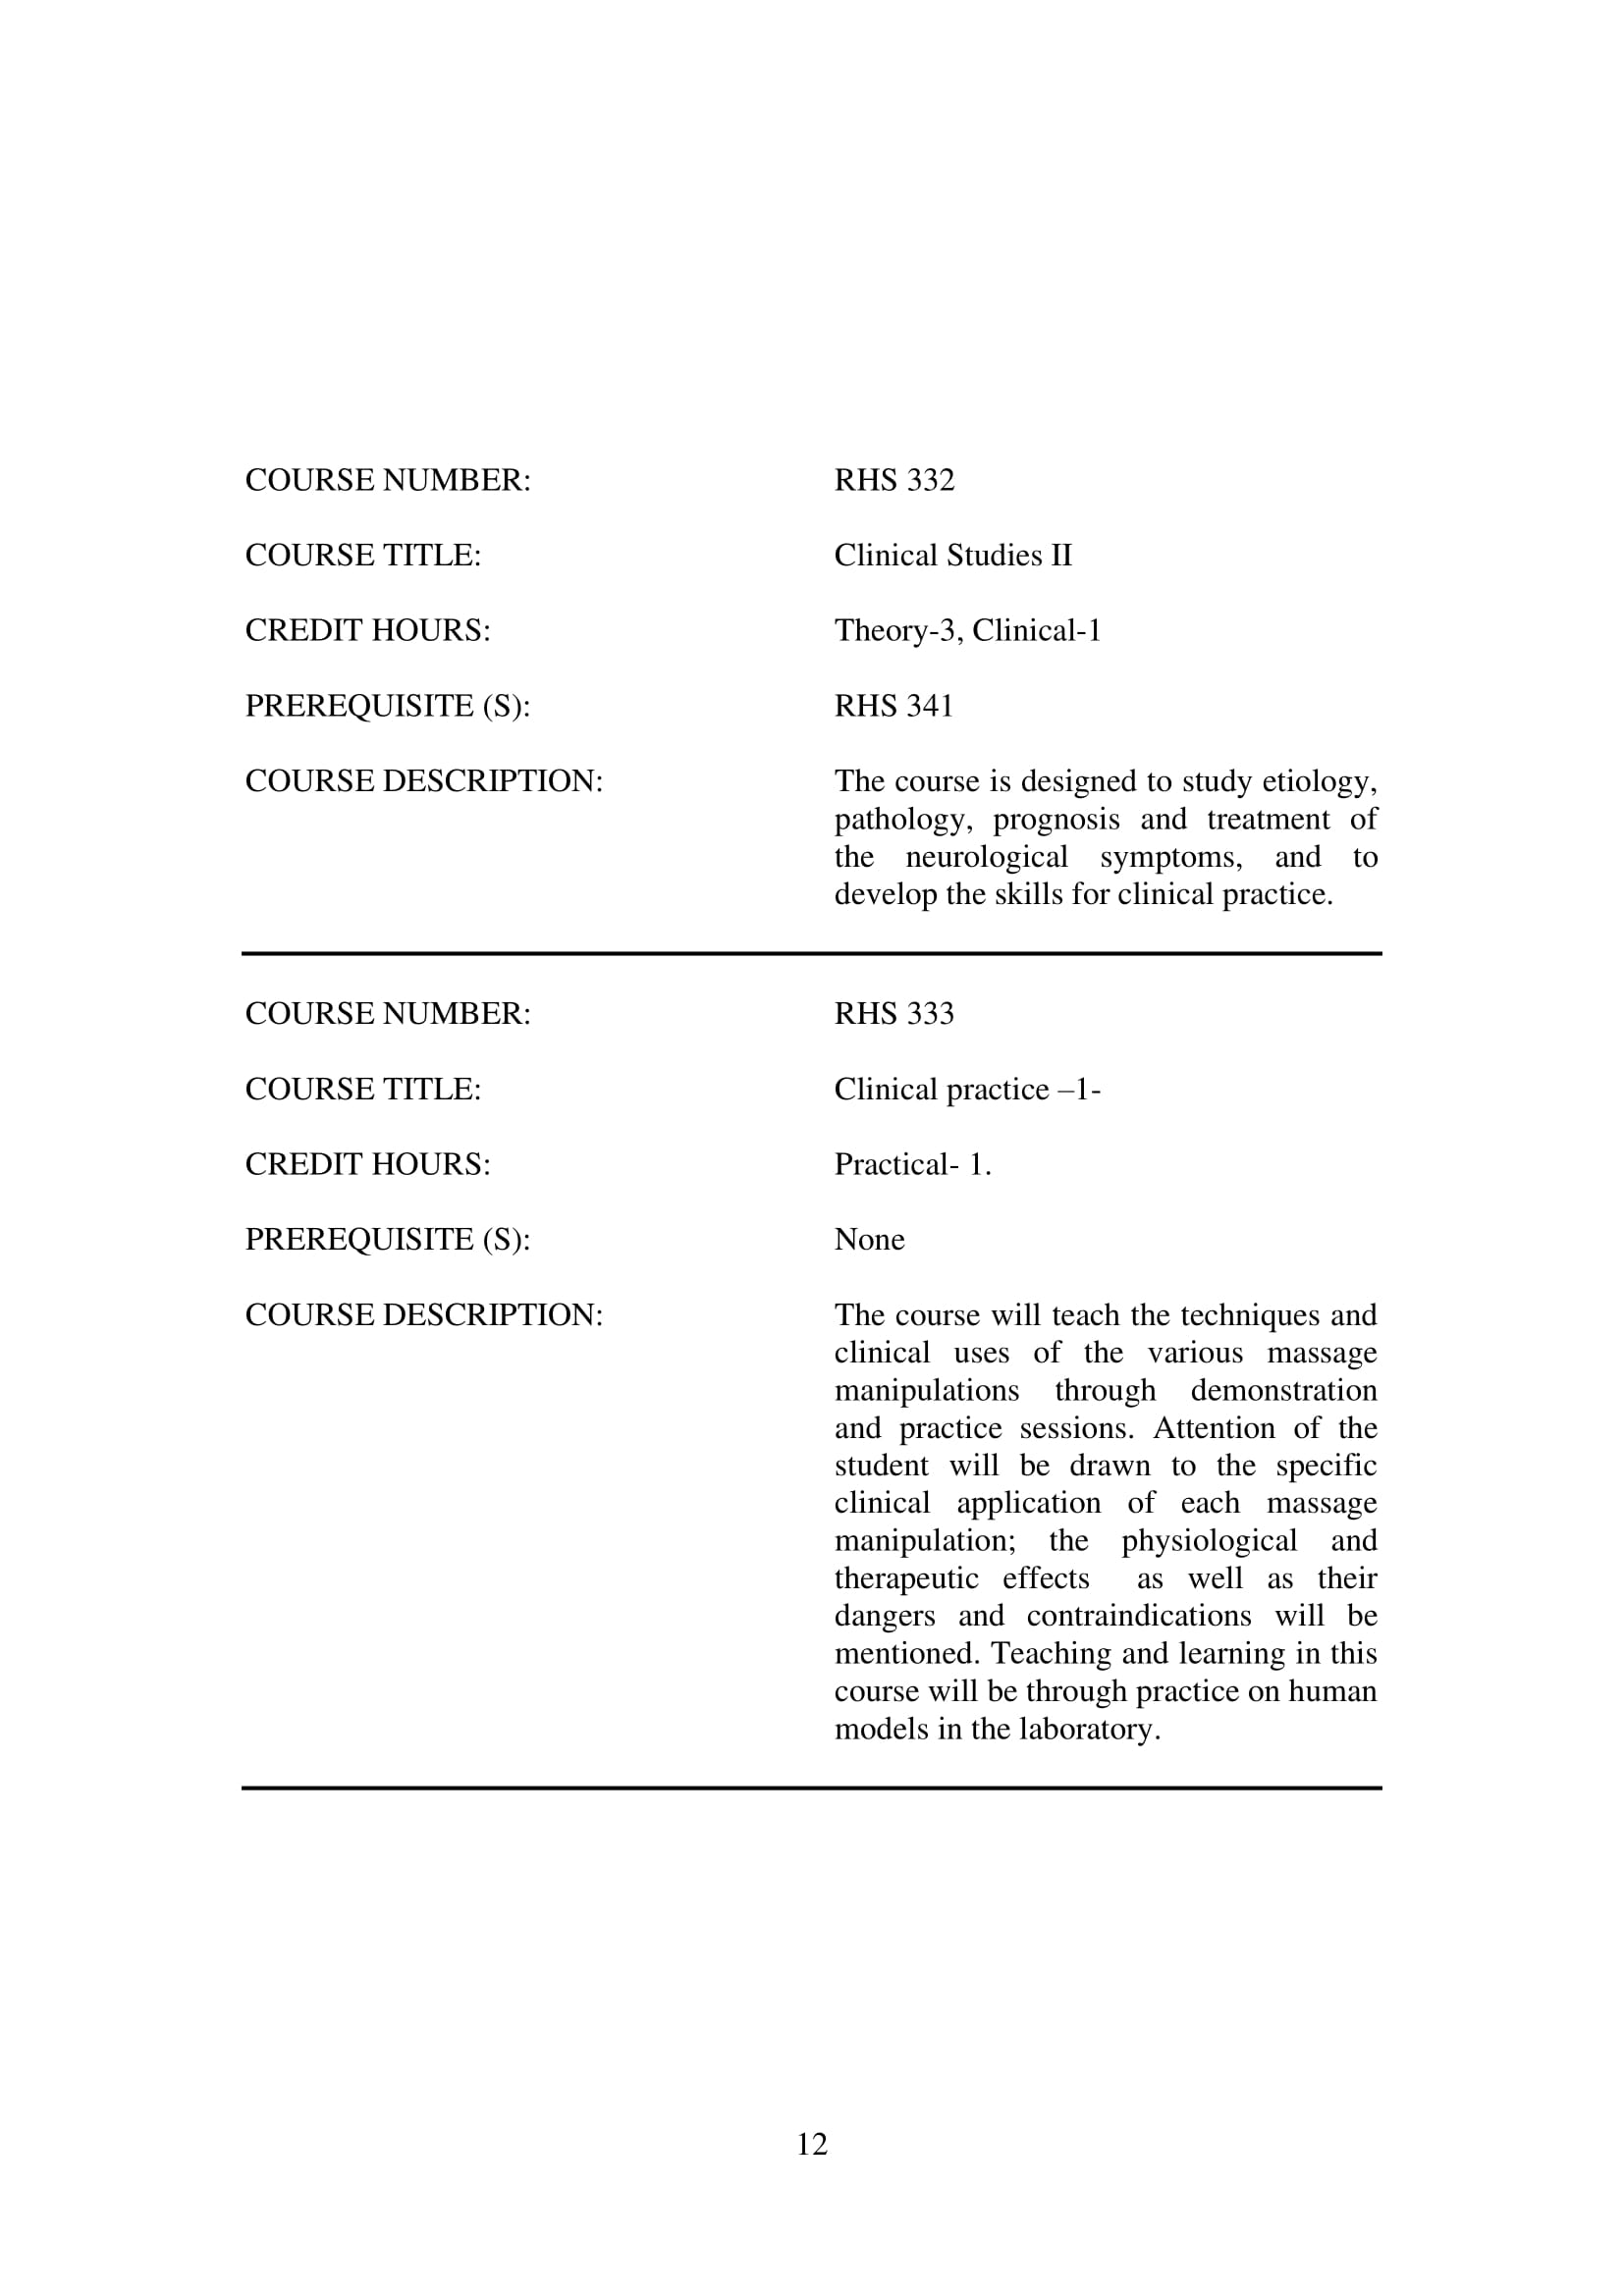 COURSE NUMBER: RHS 332
COURSE TITLE: Clinical Studies II
CREDIT HOURS: Theory-3, Clinical-1
PREREQUISITE (S): RHS 341
COURSE DESCRIPTION: The course is designed to study etiology,
pathology, prognosis and treatment of
the neurological symptoms, and to
develop the skills for clinical practice.
COURSE NUMBER: RHS 333
COURSE TITLE: Clinical practice –1-
CREDIT HOURS: Practical- 1.
PREREQUISITE (S): None
COURSE DESCRIPTION: The course will teach the techniques and
clinical uses of the various massage
manipulations through demonstration
and practice sessions. Attention of the
student will be drawn to the specific
clinical application of each massage
manipulation; the physiological and
therapeutic effects as well as their
dangers and contraindications will be
mentioned. Teaching and learning in this
course will be through practice on human
models in the laboratory.
12